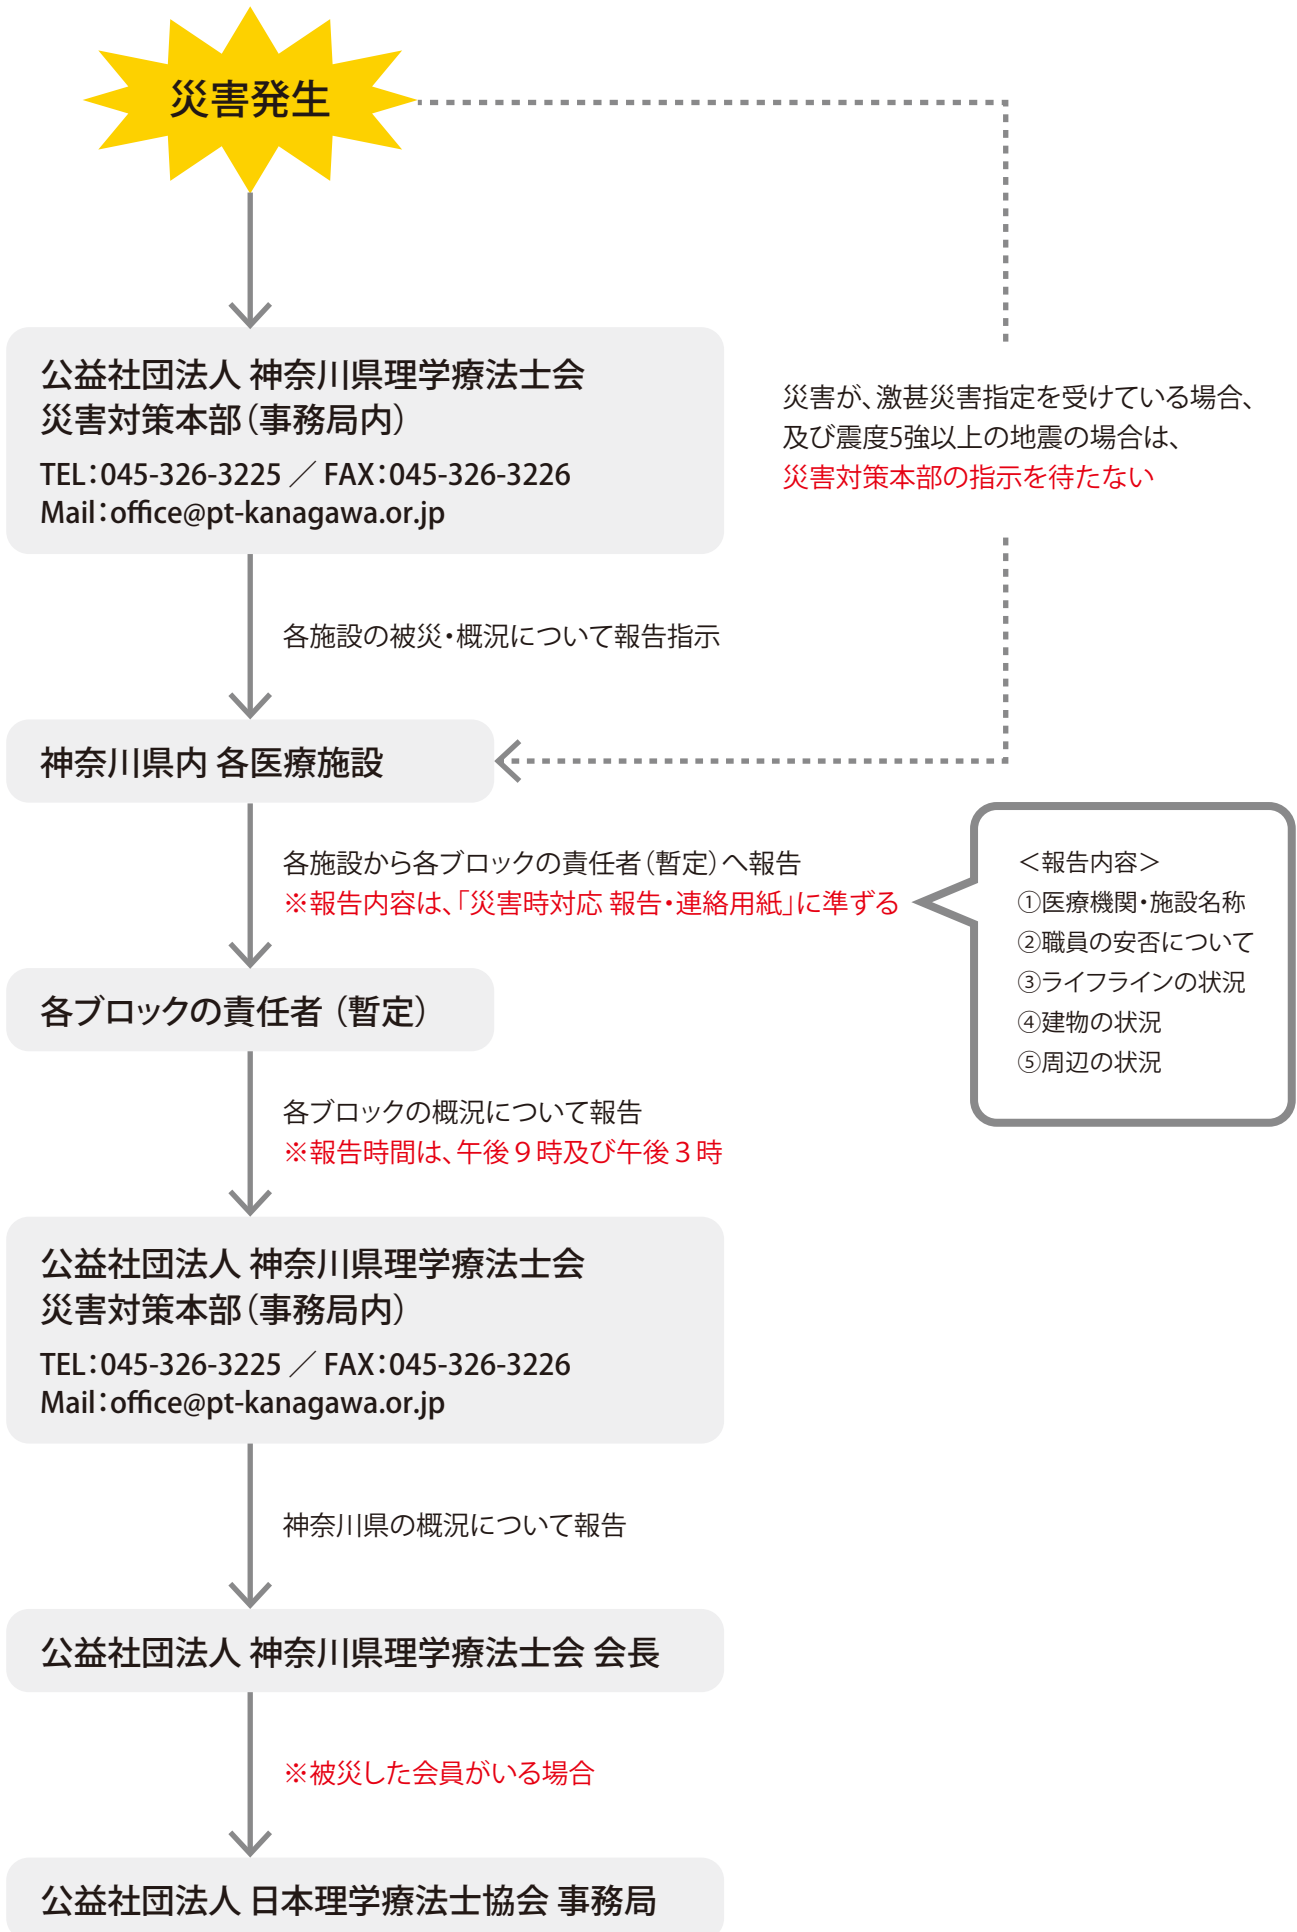 災害発生
公益社団法人 神奈川県理学療法士会
災害対策本部（事務局内）
TEL：045-326-3225 ／ FAX：045-326-3226
Mail：office@pt-kanagawa.or.jp
災害が、激甚災害指定を受けている場合、
及び震度5強以上の地震の場合は、
災害対策本部の指示を待たない
各施設の被災・概況について報告指示
神奈川県内 各医療施設
各施設から各ブロックの責任者（暫定）へ報告
※報告内容は、「災害時対応 報告・連絡用紙」に準ずる
＜報告内容＞
①医療機関・施設名称
②職員の安否について
③ライフラインの状況
④建物の状況
⑤周辺の状況
各ブロックの責任者（暫定）
各ブロックの概況について報告
※報告時間は、午後９時及び午後３時
公益社団法人 神奈川県理学療法士会
災害対策本部（事務局内）
TEL：045-326-3225 ／ FAX：045-326-3226
Mail：office@pt-kanagawa.or.jp
神奈川県の概況について報告
公益社団法人 神奈川県理学療法士会 会長
※被災した会員がいる場合
公益社団法人 日本理学療法士協会 事務局